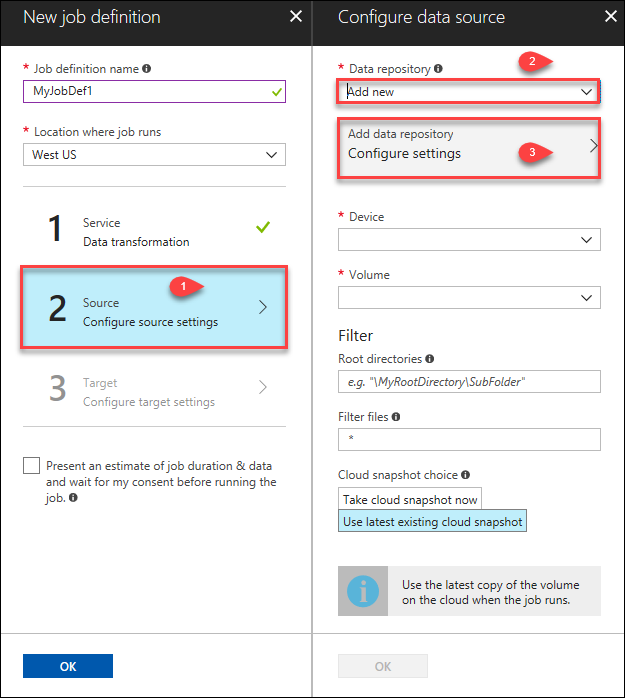 New job definition
* Job definition name
MyJobDef1
* Location where job runs
West US
1
Service
Data transformation
1
2
Source
Configure source settings
3
Target
Configure target settings
Present an estimate of job duration & data
and wait for my consent before running the
job.
OK
Configure data source
2
* Data repository
Add new
Add data repository
Configure settings
3
* Device
* Volume
Filter
Root directories
e.g. "\MyRootDirectory\SubFolder"
Filter files
*
Cloud snapshot choice
Take cloud snapshot now
Use latest existing cloud snapshot
Use the latest copy of the volume
on the cloud when the job runs.
OK